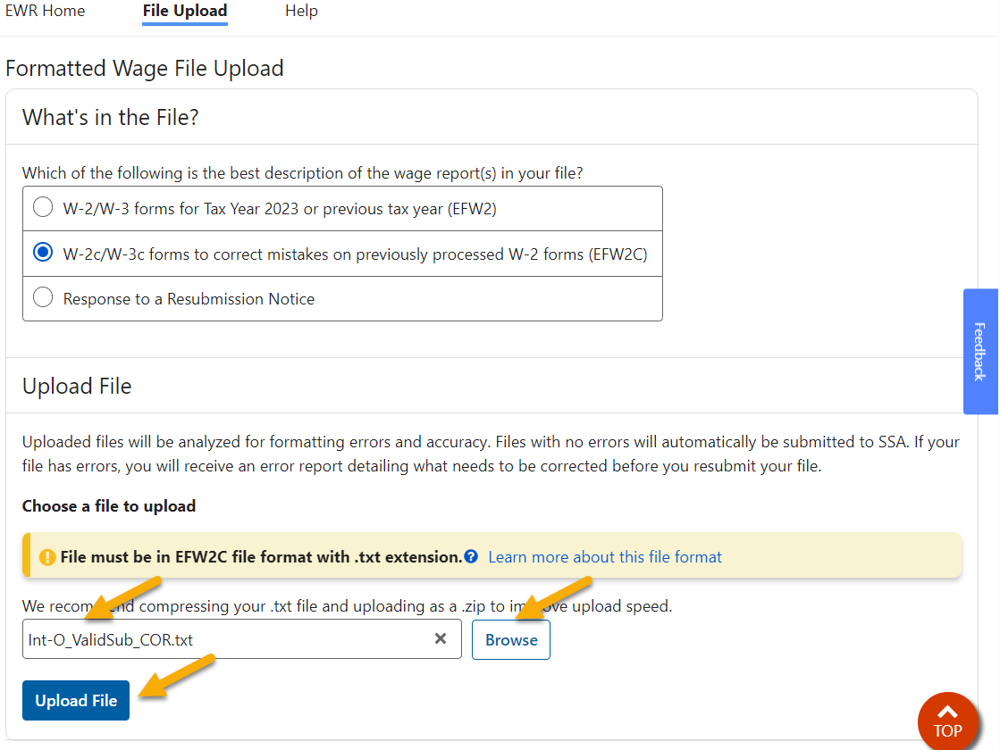 EWR Home File Upload Help
Formatted Wage File Upload
What's in the File?
Which of the following is the best description of the wage report(s) in your file?
W-2/W-3 forms for Tax Year 2023 or previous tax year (EFW2)
W-2c/W-3c forms to correct mistakes on previously processed W-2 forms (EFW2C)
Response to a Resubmission Notice
Feedback
Upload File
Uploaded files will be analyzed for formatting errors and accuracy. Files with no errors will automatically be submitted to SSA. If your
file has errors, you will receive an error report detailing what needs to be corrected before you resubmit your file.
Choose a file to upload
File must be in EFW2C file format with .txt extension. Learn more about this file format
We recommend compressing your .txt file and uploading as a .zip to improve upload speed.
Int-O_ValidSub_COR.txt Browse
Upload File
TOP